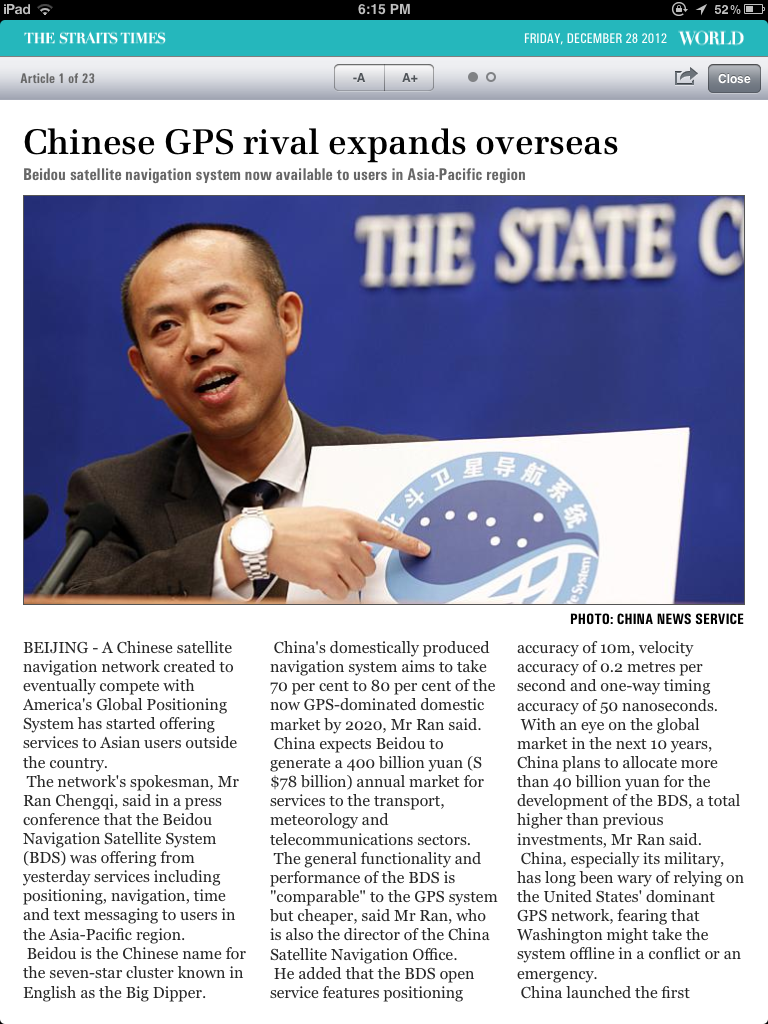 iPad 6:15 PM 52%
THE STRAITS TIMES FRIDAY, DECEMBER 28 2012 WORLD
Article 1 of 23 -A A+ Close
Chinese GPS rival expands overseas
Beidou satellite navigation system now available to users in Asia-Pacific region
THE STATE C
北斗卫星导航系统
e System
PHOTO: CHINA NEWS SERVICE
BEIJING - A Chinese satellite
navigation network created to
eventually compete with
America's Global Positioning
System has started offering
services to Asian users outside
the country.
The network's spokesman, Mr
Ran Chengqi, said in a press
conference that the Beidou
Navigation Satellite System
(BDS) was offering from
yesterday services including
positioning, navigation, time
and text messaging to users in
the Asia-Pacific region.
Beidou is the Chinese name for
the seven-star cluster known in
English as the Big Dipper.
China's domestically produced
navigation system aims to take
70 per cent to 80 per cent of the
now GPS-dominated domestic
market by 2020, Mr Ran said.
China expects Beidou to
generate a 400 billion yuan (S
$78 billion) annual market for
services to the transport,
meteorology and
telecommunications sectors.
The general functionality and
performance of the BDS is
"comparable" to the GPS system
but cheaper, said Mr Ran, who
is also the director of the China
Satellite Navigation Office.
He added that the BDS open
service features positioning
accuracy of 10m, velocity
accuracy of 0.2 metres per
second and one-way timing
accuracy of 50 nanoseconds.
With an eye on the global
market in the next 10 years,
China plans to allocate more
than 40 billion yuan for the
development of the BDS, a total
higher than previous
investments, Mr Ran said.
China, especially its military,
has long been wary of relying on
the United States' dominant
GPS network, fearing that
Washington might take the
system offline in a conflict or an
emergency.
China launched the first